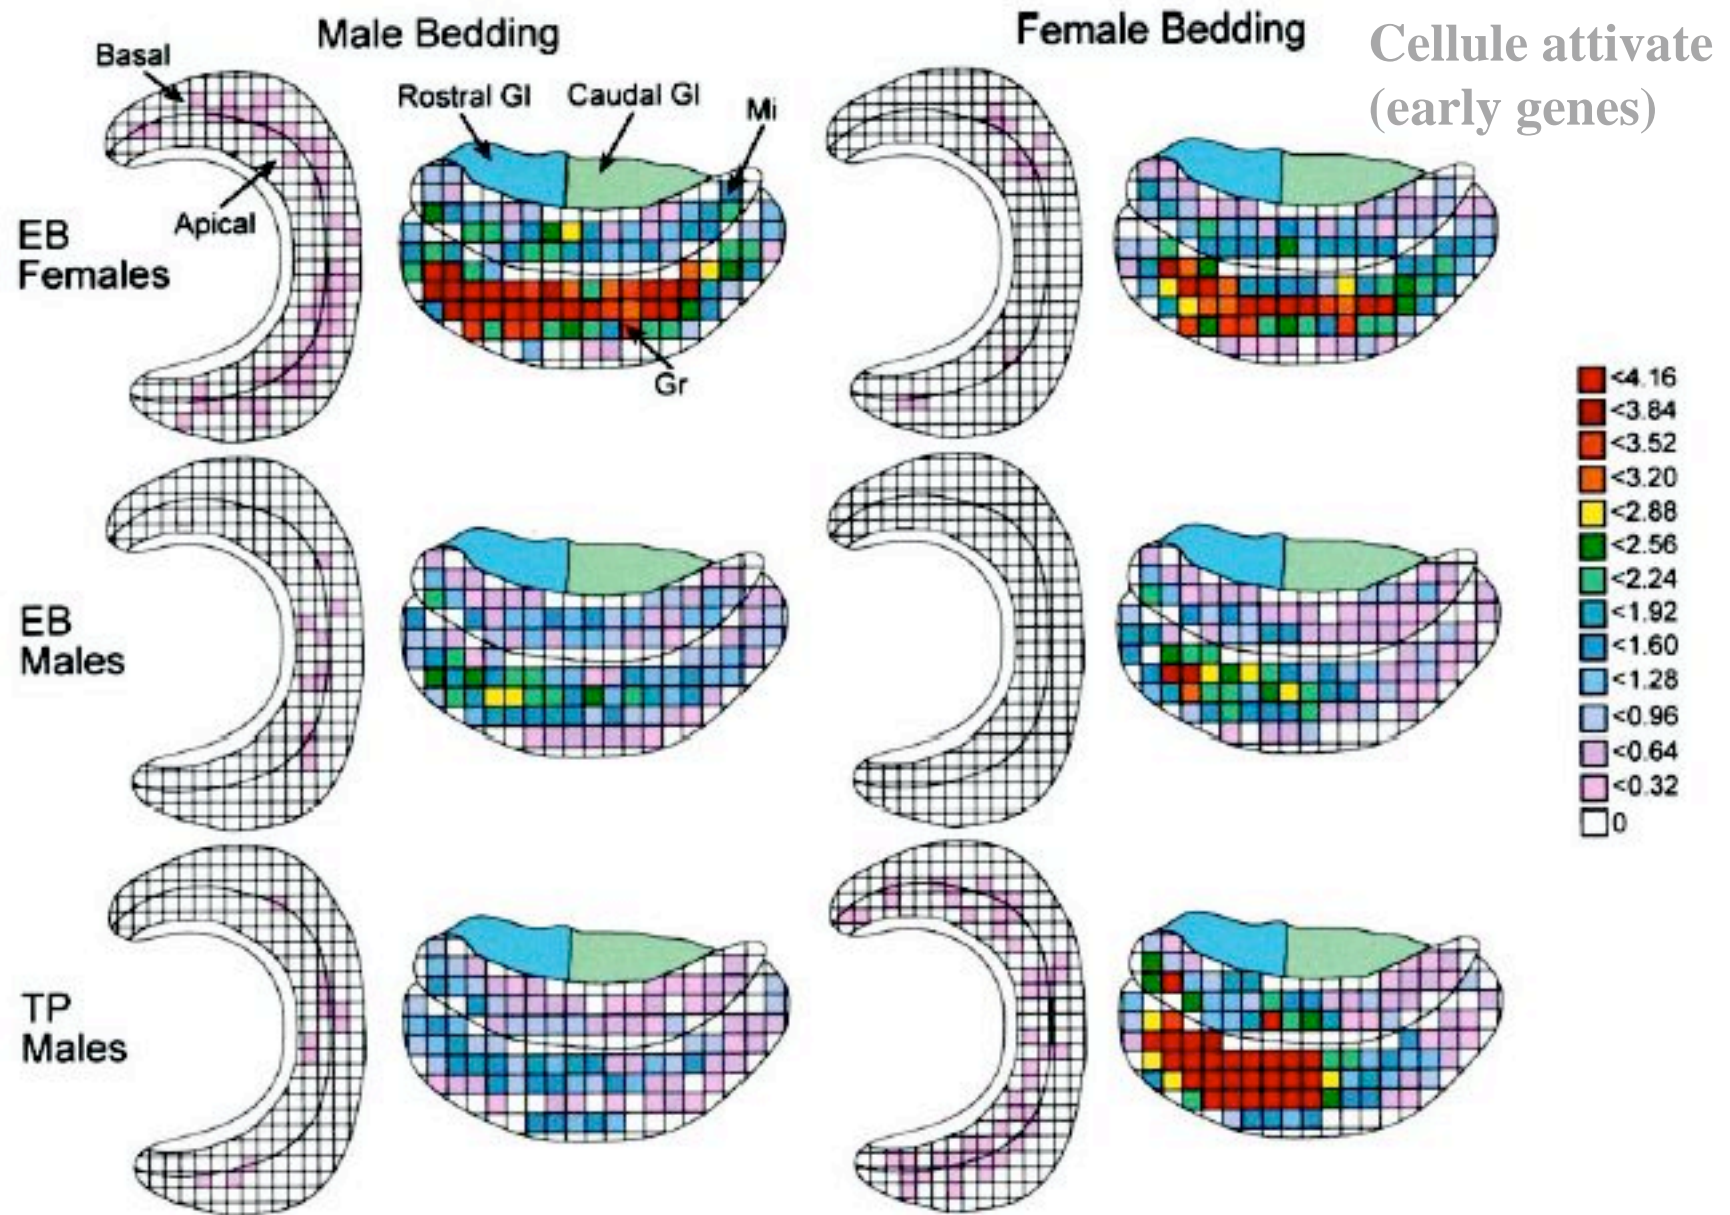 Male Bedding
Female Bedding
Cellule attivate
(early genes)
Basal
Rostral Gl
Caudal Gl
Mi
Apical
EB
Females
Gr
<4.16
<3.84
<3.52
<3.20
<2.88
<2.56
<2.24
<1.92
<1.60
<1.28
<0.96
<0.64
<0.32
0
EB
Males
TP
Males